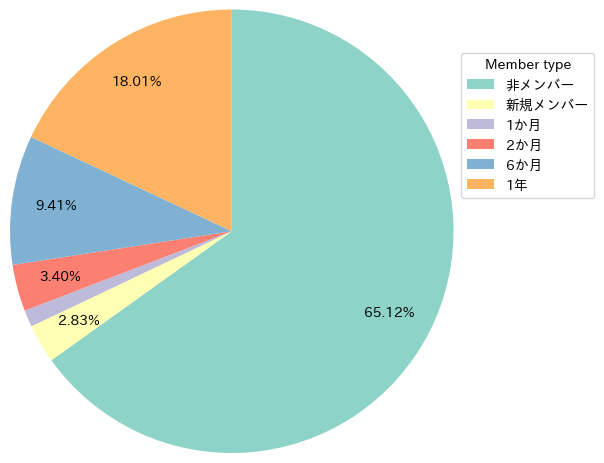 Member type
非メンバー
新規メンバー
1か月
2か月
6か月
1年
18.01%
9.41%
3.40%
2.83%
65.12%